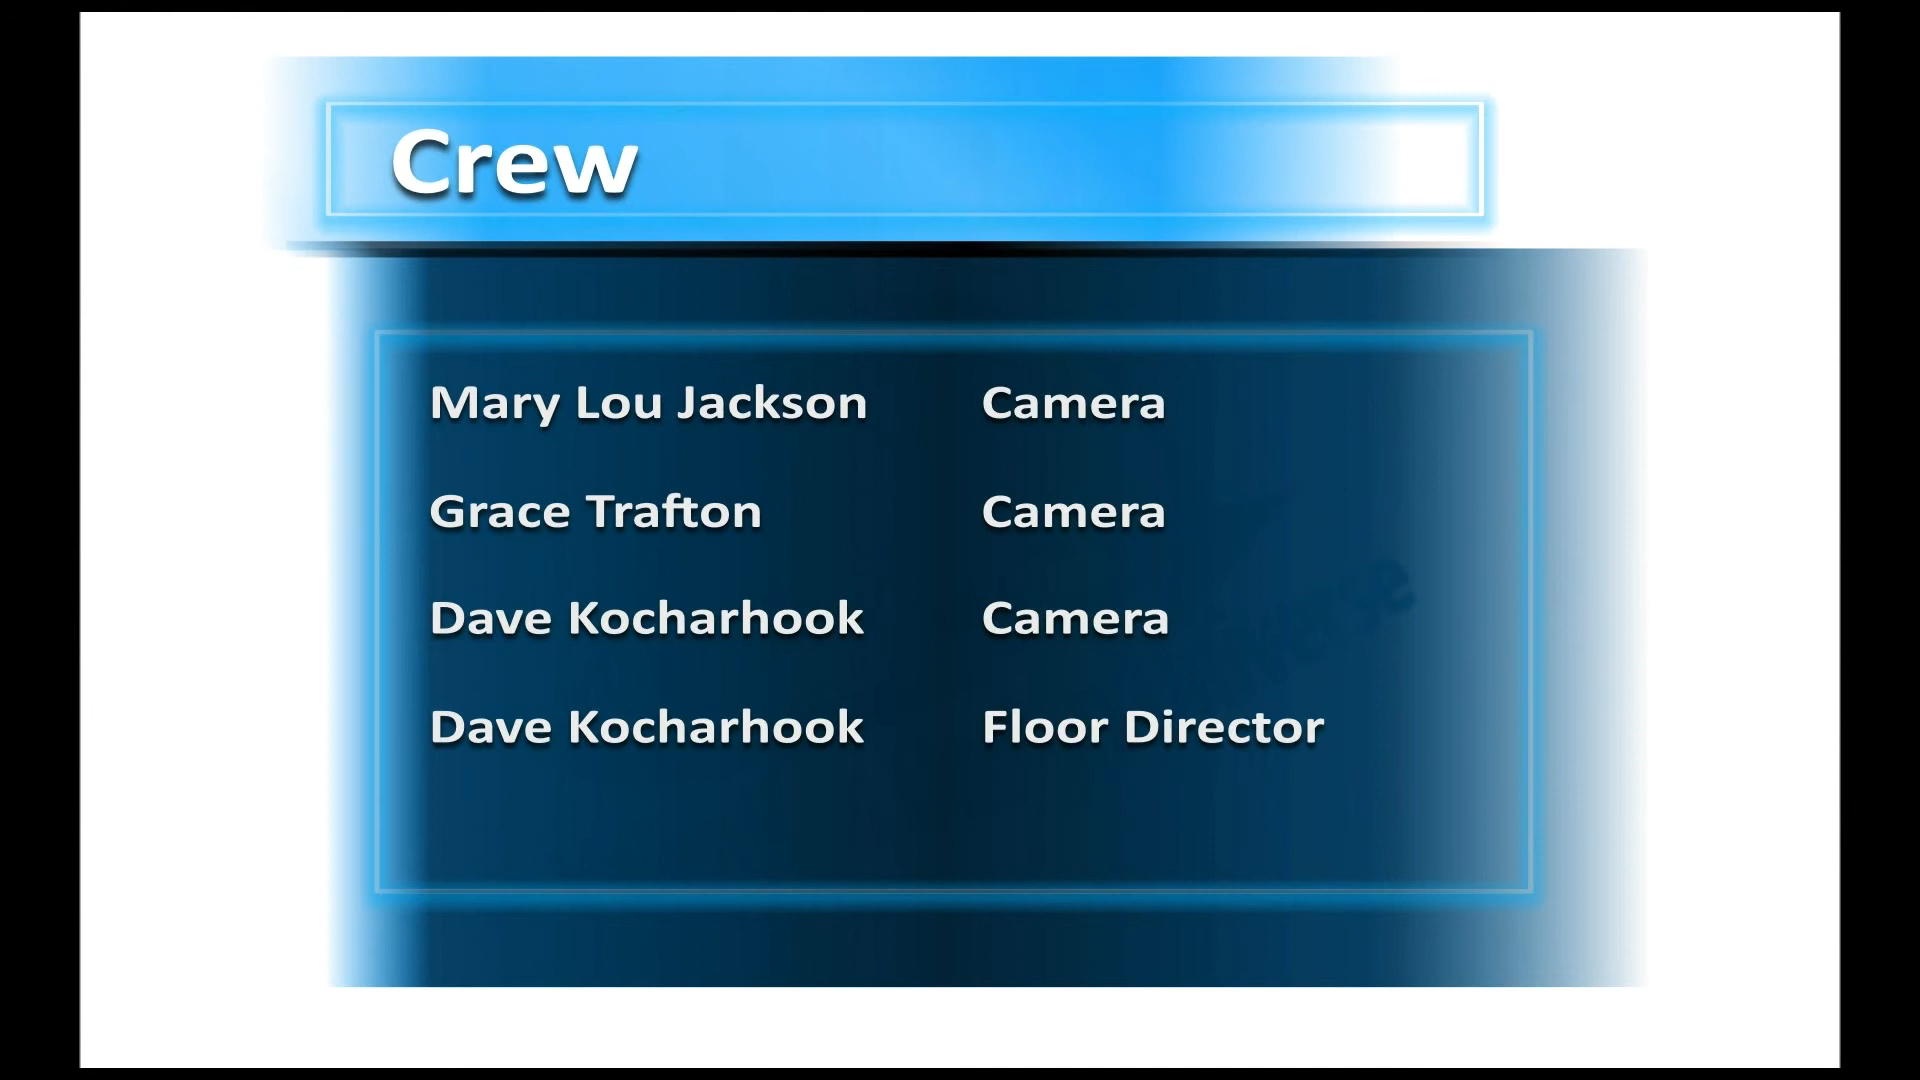 Crew
Mary Lou Jackson Camera
Grace Trafton Camera
Dave Kocharhook Camera
Dave Kocharhook Floor Director